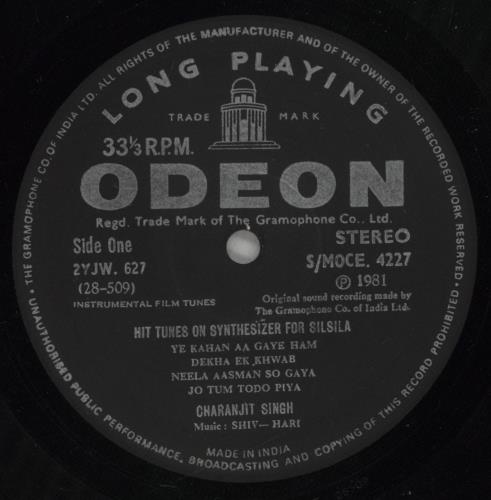 • THE GRAMOPHONE CO. OF INDIA LTD. ALL RIGHTS OF THE MANUFACTURER AND OF THE OWNER OF THE RECORDED WORK RESERVED •
LONG PLAYING
TRADE MARK
33⅓ R.P.M.
ODEON
Regd. Trade Mark of The Gramophone Co., Ltd.
Side One
STEREO
2YJW. 627
S/MOCE. 4227
(28-509)
Ⓟ 1981
INSTRUMENTAL FILM TUNES
Original sound recording made by
The Gramophone Co. of India Ltd.
HIT TUNES ON SYNTHESIZER FOR SILSILA
YE KAHAN AA GAYE HAM
DEKHA EK KHWAB
NEELA AASMAN SO GAYA
JO TUM TODO PIYA
CHARANJIT SINGH
Music : SHIV—HARI
MADE IN INDIA
UNAUTHORISED PUBLIC PERFORMANCE, BROADCASTING AND COPYING OF THIS RECORD PROHIBITED